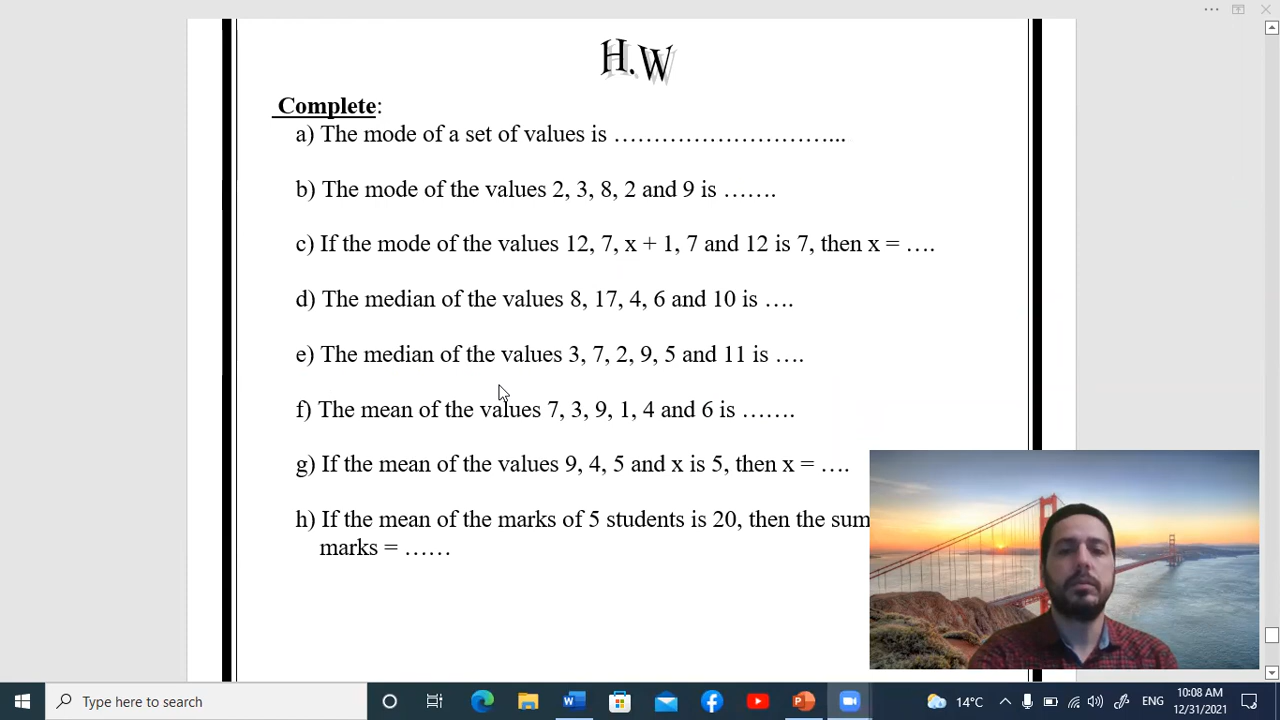 H.W
Complete:
a) The mode of a set of values is ………………………...
b) The mode of the values 2, 3, 8, 2 and 9 is …….
c) If the mode of the values 12, 7, x + 1, 7 and 12 is 7, then x = ….
d) The median of the values 8, 17, 4, 6 and 10 is ….
e) The median of the values 3, 7, 2, 9, 5 and 11 is ….
f) The mean of the values 7, 3, 9, 1, 4 and 6 is …….
g) If the mean of the values 9, 4, 5 and x is 5, then x = ….
h) If the mean of the marks of 5 students is 20, then the sum
marks = ……
Type here to search
14°C
ENG
10:08 AM
12/31/2021